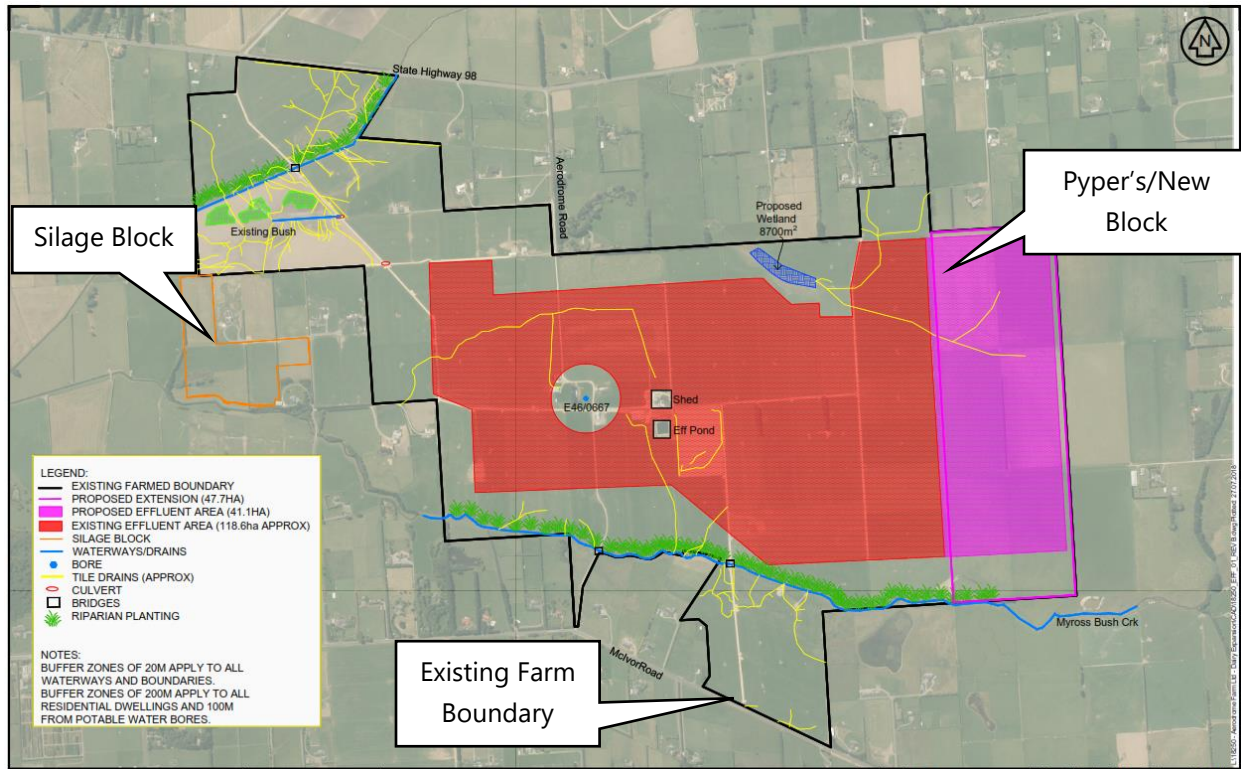 N
State Highway 98
Aerodrome Road
Pyper's/New
Block
Proposed
Wetland
8700m²
Silage Block
Existing Bush
E46/0667
Shed
Eff Pond
LEGEND:
EXISTING FARMED BOUNDARY
PROPOSED EXTENSION (47.7HA)
PROPOSED EFFLUENT AREA (41.1HA)
EXISTING EFFLUENT AREA (118.6ha APPROX)
SILAGE BLOCK
WATERWAYS/DRAINS
BORE
TILE DRAINS (APPROX)
CULVERT
BRIDGES
RIPARIAN PLANTING
NOTES:
BUFFER ZONES OF 20M APPLY TO ALL
WATERWAYS AND BOUNDARIES.
BUFFER ZONES OF 200M APPLY TO ALL
RESIDENTIAL DWELLINGS AND 100M
FROM POTABLE WATER BORES.
Myross Bush Crk
McIvorRoad
Existing Farm
Boundary